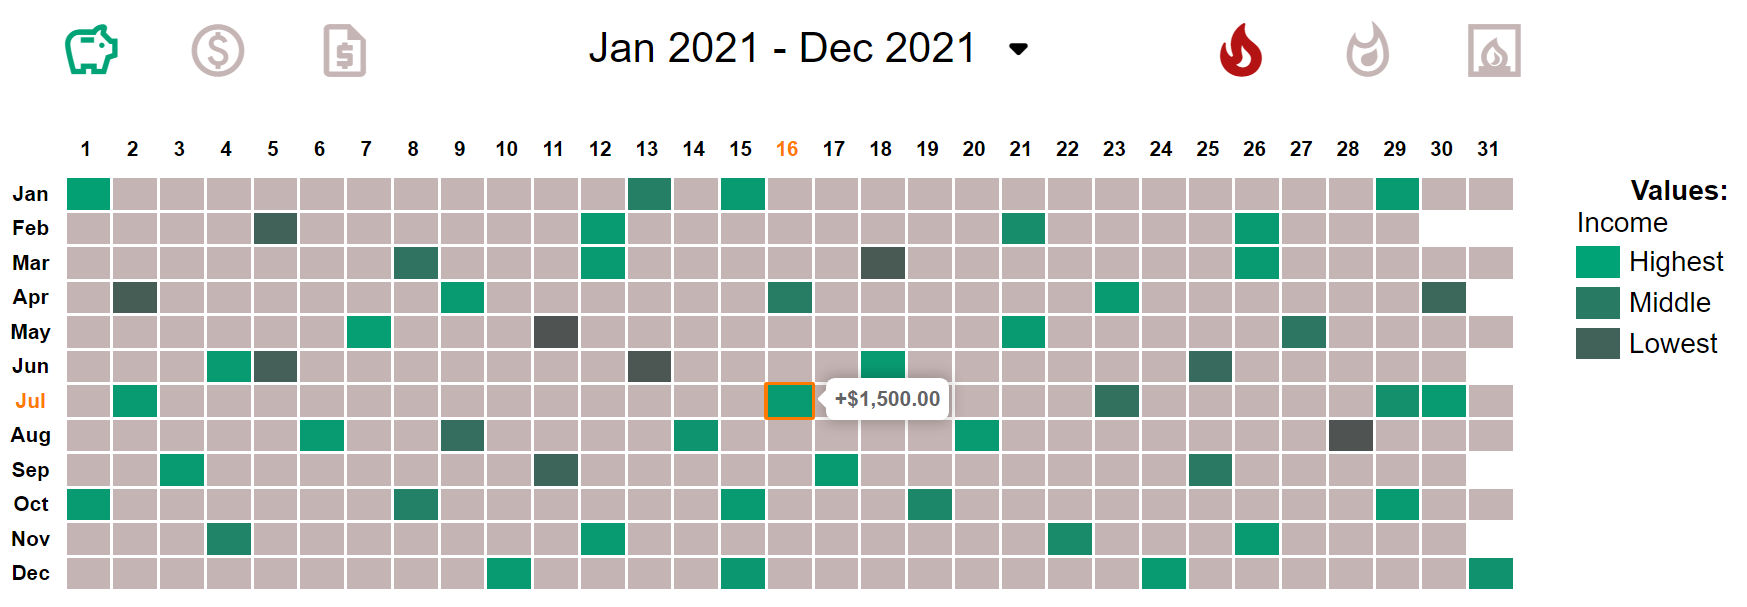 Jan 2021 - Dec 2021
1 2 3 4 5 6 7 8 9 10 11 12 13 14 15 16 17 18 19 20 21 22 23 24 25 26 27 28 29 30 31
Jan
Feb
Mar
Apr
May
Jun
Jul
+$1,500.00
Aug
Sep
Oct
Nov
Dec
Values:
Income
Highest
Middle
Lowest